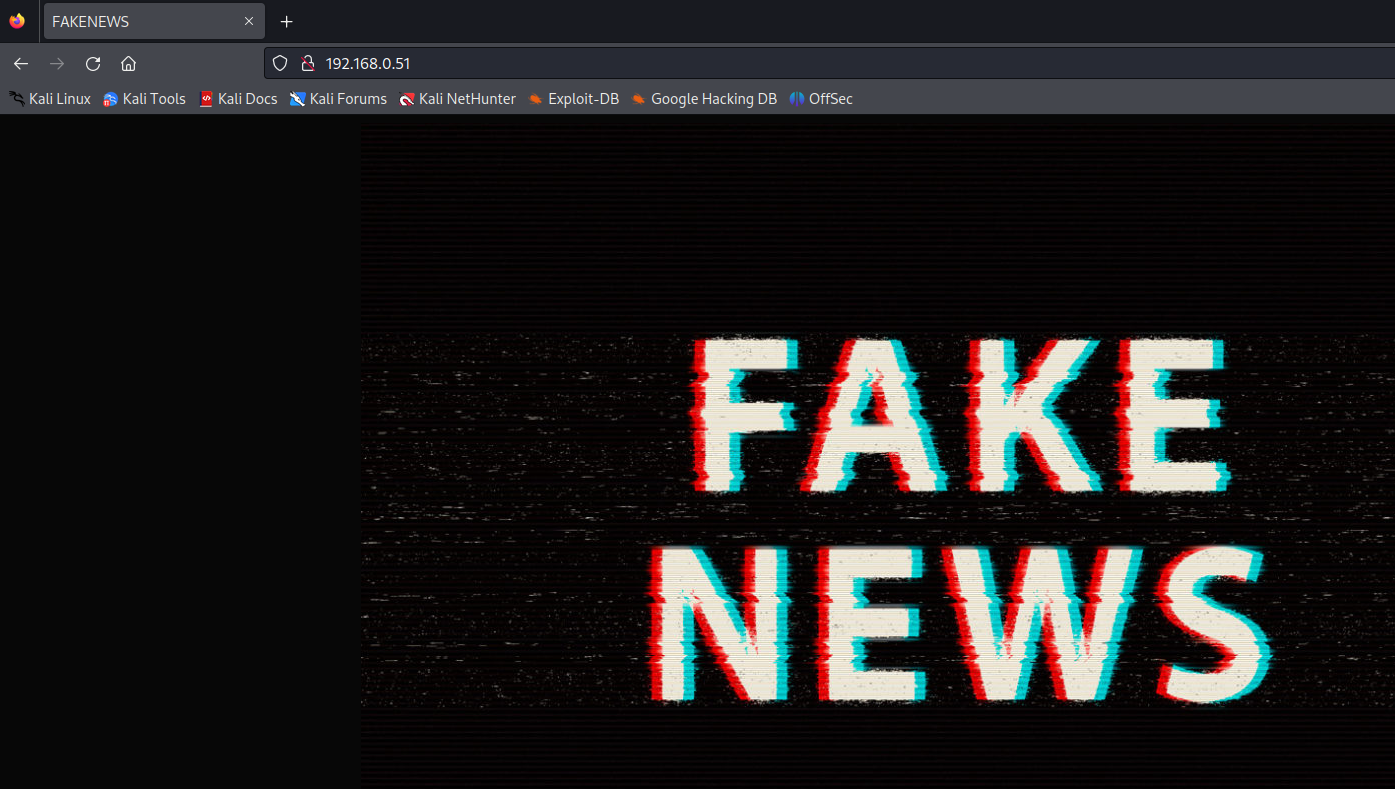 FAKENEWS
192.168.0.51
Kali Linux Kali Tools Kali Docs Kali Forums Kali NetHunter Exploit-DB Google Hacking DB OffSec
FAKE
NEWS